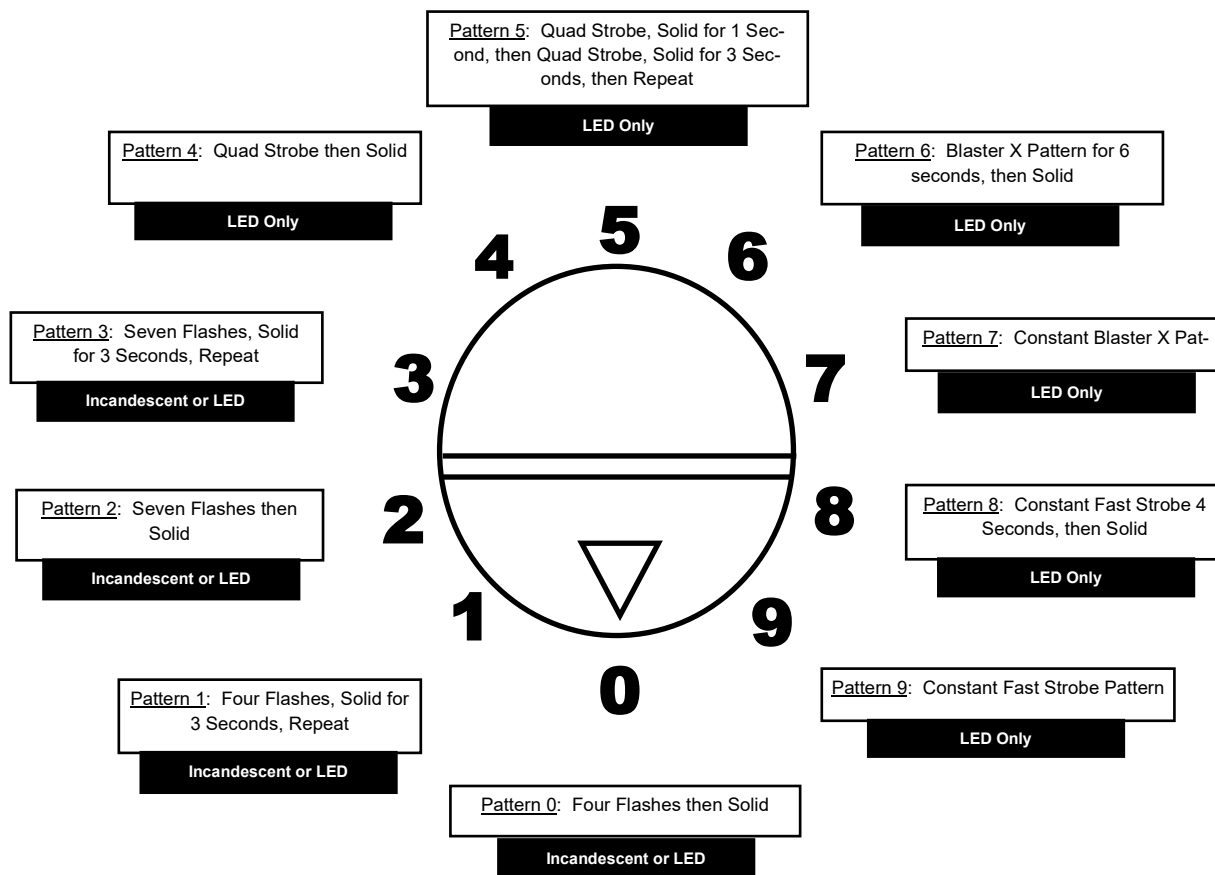 Pattern 5:  Quad Strobe, Solid for 1 Sec-
ond, then Quad Strobe, Solid for 3 Sec-
onds, then Repeat
LED Only
Pattern 4:  Quad Strobe then Solid
LED Only
Pattern 6:  Blaster X Pattern for 6
seconds, then Solid
LED Only
5
4
6
Pattern 3:  Seven Flashes, Solid
for 3 Seconds, Repeat
Incandescent or LED
3
7
Pattern 7:  Constant Blaster X Pat-
LED Only
Pattern 2:  Seven Flashes then
Solid
Incandescent or LED
2
8
Pattern 8:  Constant Fast Strobe 4
Seconds, then Solid
LED Only
1
9
0
Pattern 1:  Four Flashes, Solid for
3 Seconds, Repeat
Incandescent or LED
Pattern 9:  Constant Fast Strobe Pattern
LED Only
Pattern 0:  Four Flashes then Solid
Incandescent or LED